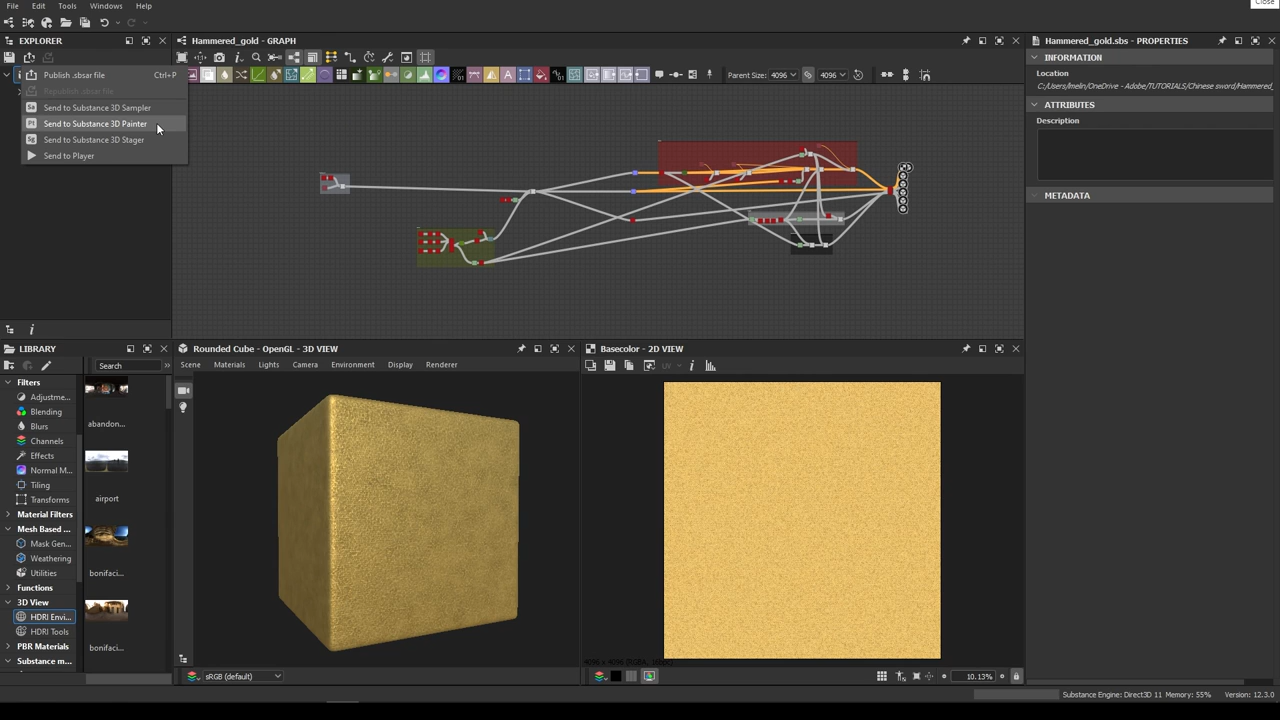 Close
File Edit Tools Windows Help
EXPLORER
Hammered_gold - GRAPH
Hammered_gold.sbs - PROPERTIES
Publish .sbsar file Ctrl+P
Republish .sbsar file
Send to Substance 3D Sampler
Send to Substance 3D Painter
Send to Substance 3D Stager
Send to Player
Parent Size: 4096 4096
INFORMATION
Location
C:/Users/lmelin/OneDrive - Adobe/TUTORIALS/Chinese sword/Hammered_
ATTRIBUTES
Description
METADATA
LIBRARY
Search
Filters
Adjustme...
Blending
Blurs
Channels
Effects
Normal M...
Tiling
Transforms
Material Filters
Mesh Based ...
Mask Gen...
Weathering
Utilities
Functions
3D View
HDRI Envi...
HDRI Tools
PBR Materials
Substance m...
abandon...
airport
bonifaci...
bonifaci...
Rounded Cube - OpenGL - 3D VIEW
Scene Materials Lights Camera Environment Display Renderer
sRGB (default)
Basecolor - 2D VIEW
UV
10.13%
Substance Engine: Direct3D 11 Memory: 55% Version: 12.3.0